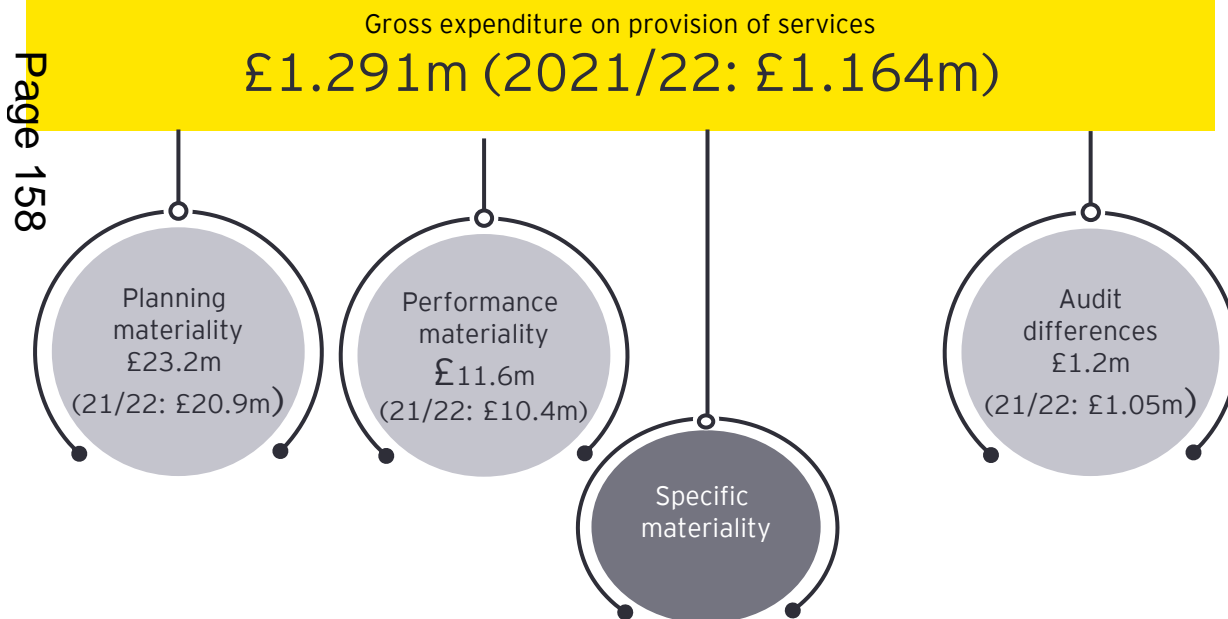 Gross expenditure on provision of services
£1.291m (2021/22: £1.164m)
Page 158
Planning
materiality
£23.2m
(21/22: £20.9m)
Performance
materiality
£11.6m
(21/22: £10.4m)
Specific
materiality
Audit
differences
£1.2m
(21/22: £1.05m)